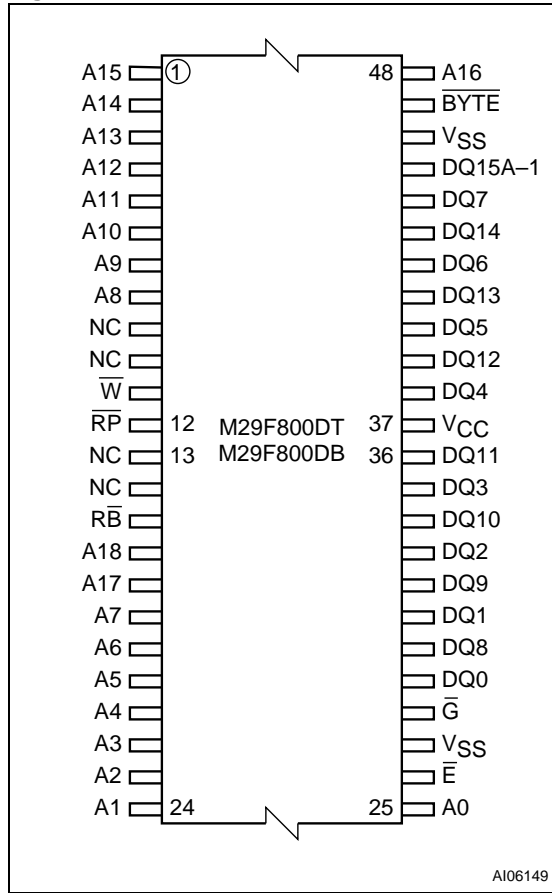 A15 ① 48 A16
A14 B̅Y̅T̅E̅
A13 VSS
A12 DQ15A–1
A11 DQ7
A10 DQ14
A9 DQ6
A8 DQ13
NC DQ5
NC DQ12
W̅ DQ4
R̅P̅ 12 M29F800DT 37 VCC
NC 13 M29F800DB 36 DQ11
NC DQ3
RB̅ DQ10
A18 DQ2
A17 DQ9
A7 DQ1
A6 DQ8
A5 DQ0
A4 G̅
A3 VSS
A2 E̅
A1 24 25 A0
AI06149